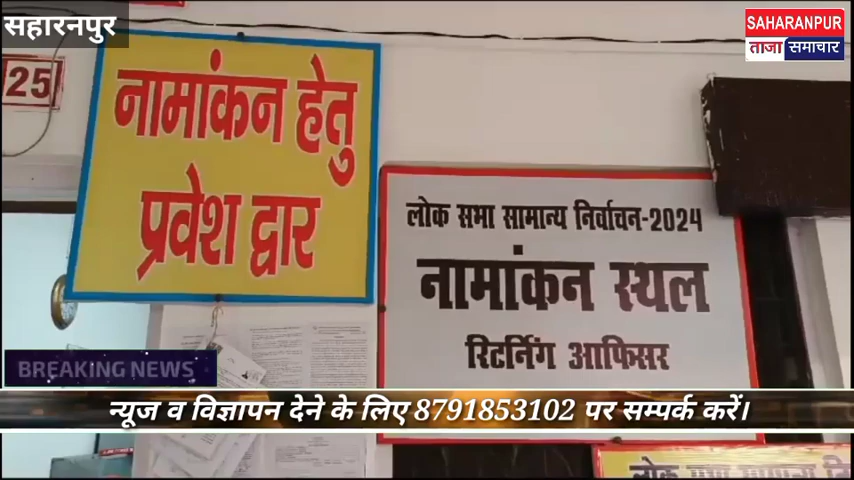 सहारनपुर
SAHARANPUR
ताजा समाचार
25
नामांकन हेतु
प्रवेश द्वार
लोक सभा सामान्य निर्वाचन-2024
नामांकन स्थल
रिटर्निंग आफिसर
BREAKING NEWS
न्यूज व विज्ञापन देने के लिए 8791853102 पर सम्पर्क करें।
लोक सभा सामान्य